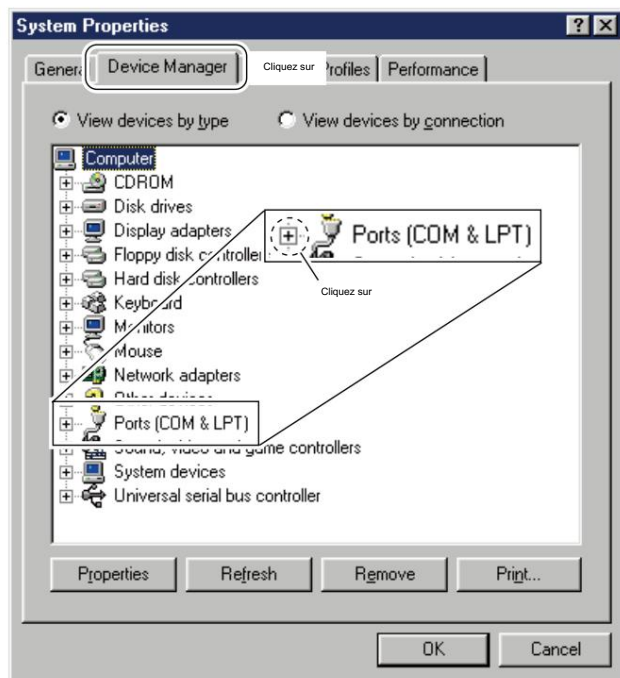 System Properties
General Device Manager Cliquez sur Profiles Performance
View devices by type View devices by connection
Computer
CDROM
Disk drives
Display adapters
Ports (COM & LPT)
Floppy disk controller
Hard disk controllers
Cliquez sur
Keyboard
Monitors
Mouse
Network adapters
Other devices
Ports (COM & LPT)
Sound, video and game controllers
System devices
Universal serial bus controller
Properties Refresh Remove Print...
OK Cancel